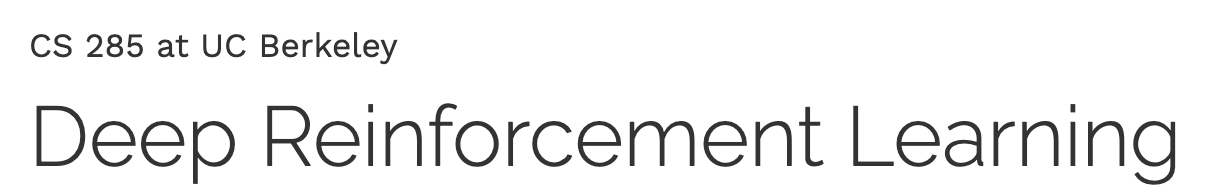 CS 285 at UC Berkeley
Deep Reinforcement Learning